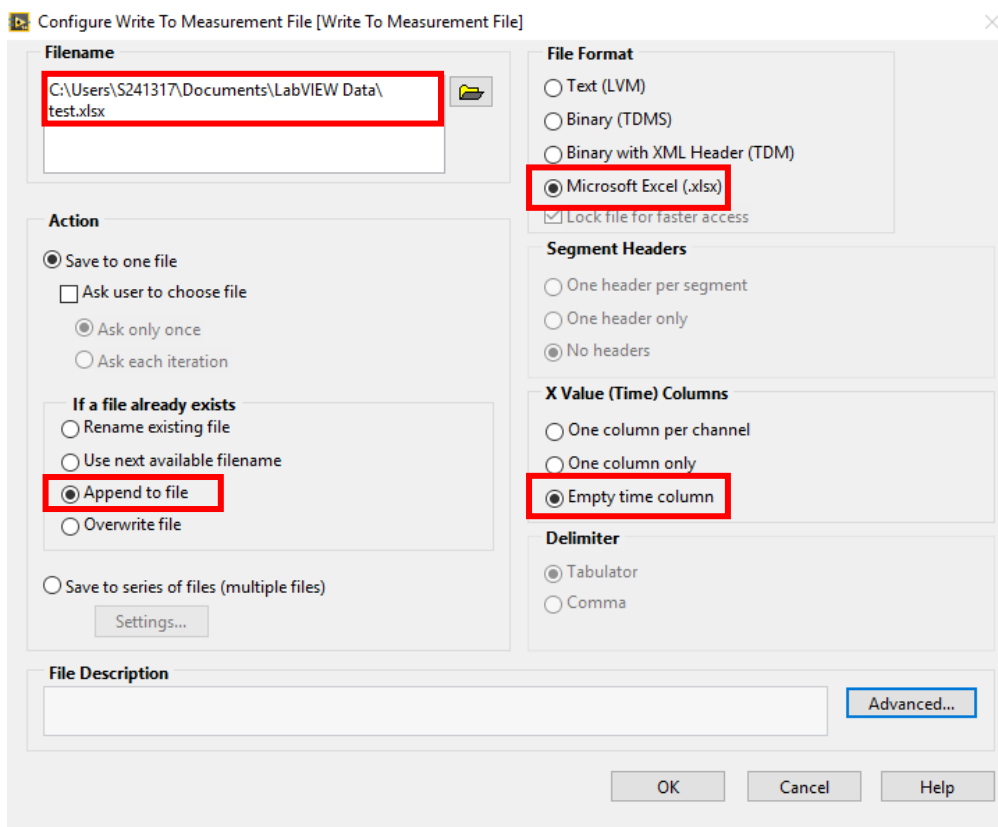 Configure Write To Measurement File [Write To Measurement File]
Filename
C:\Users\S241317\Documents\LabVIEW Data\
test.xlsx
Action
Save to one file
Ask user to choose file
Ask only once
Ask each iteration
If a file already exists
Rename existing file
Use next available filename
Append to file
Overwrite file
Save to series of files (multiple files)
Settings...
File Format
Text (LVM)
Binary (TDMS)
Binary with XML Header (TDM)
Microsoft Excel (.xlsx)
Lock file for faster access
Segment Headers
One header per segment
One header only
No headers
X Value (Time) Columns
One column per channel
One column only
Empty time column
Delimiter
Tabulator
Comma
File Description
Advanced...
OK
Cancel
Help